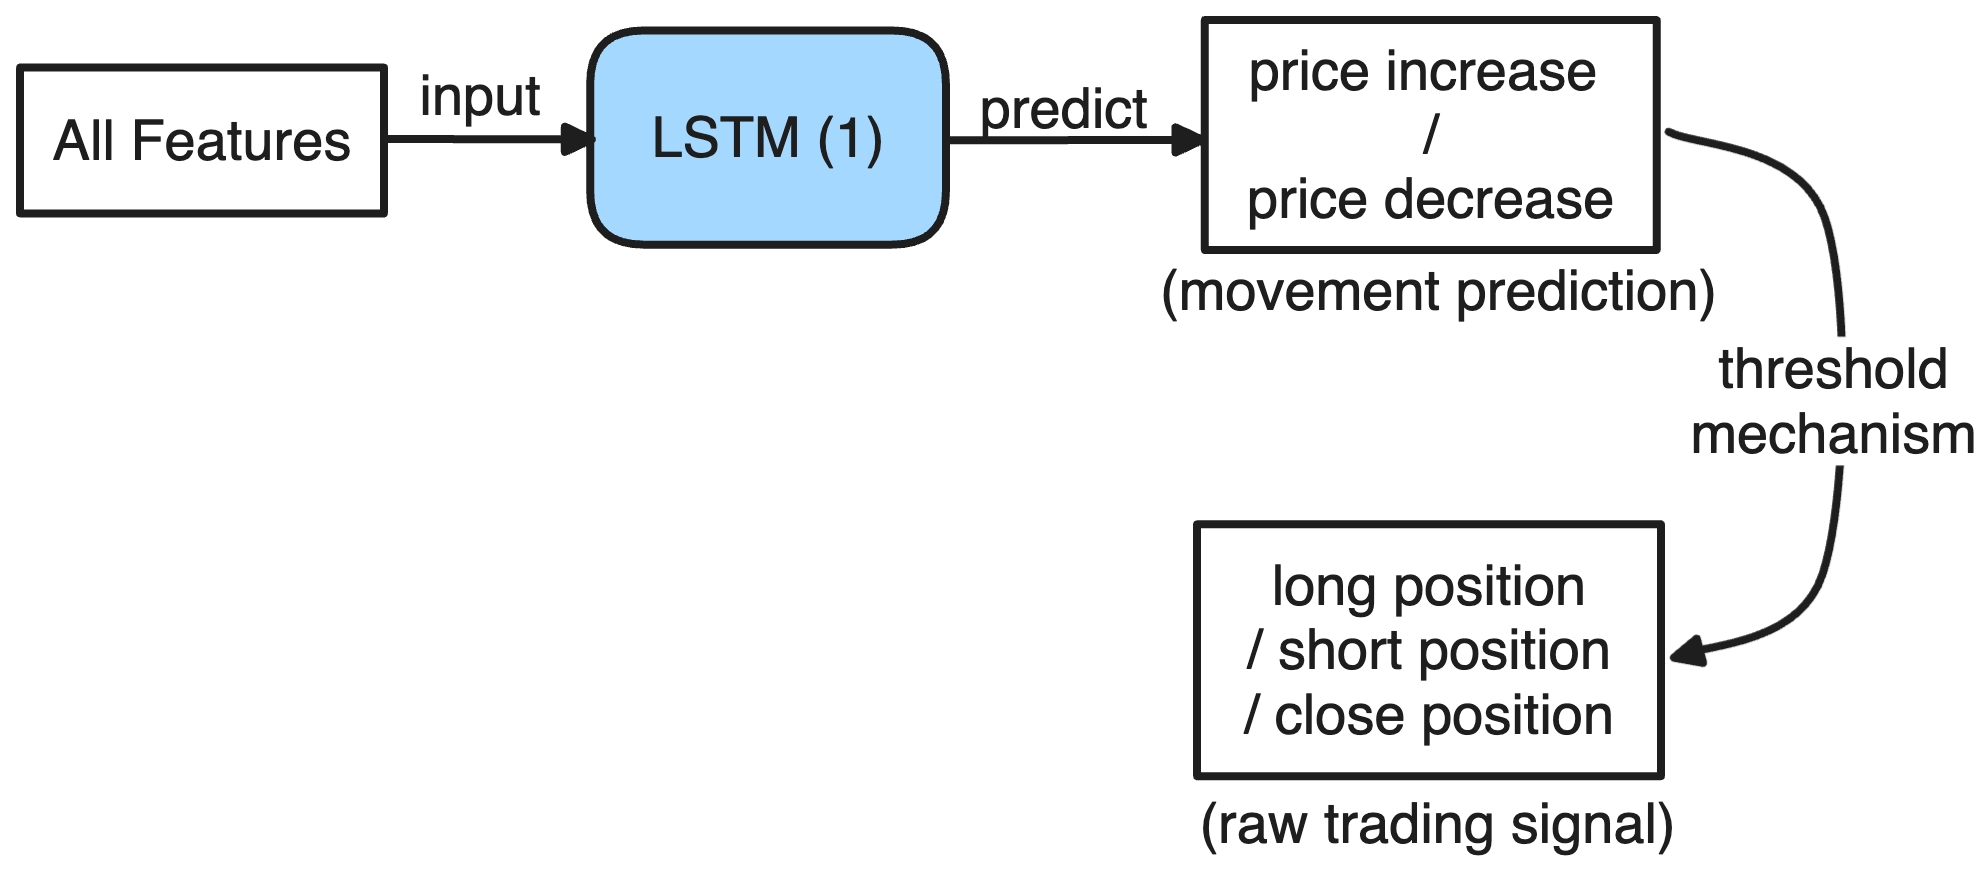 All Features
input
LSTM (1)
predict
price increase
/
price decrease
(movement prediction)
threshold
mechanism
long position
/ short position
/ close position
(raw trading signal)